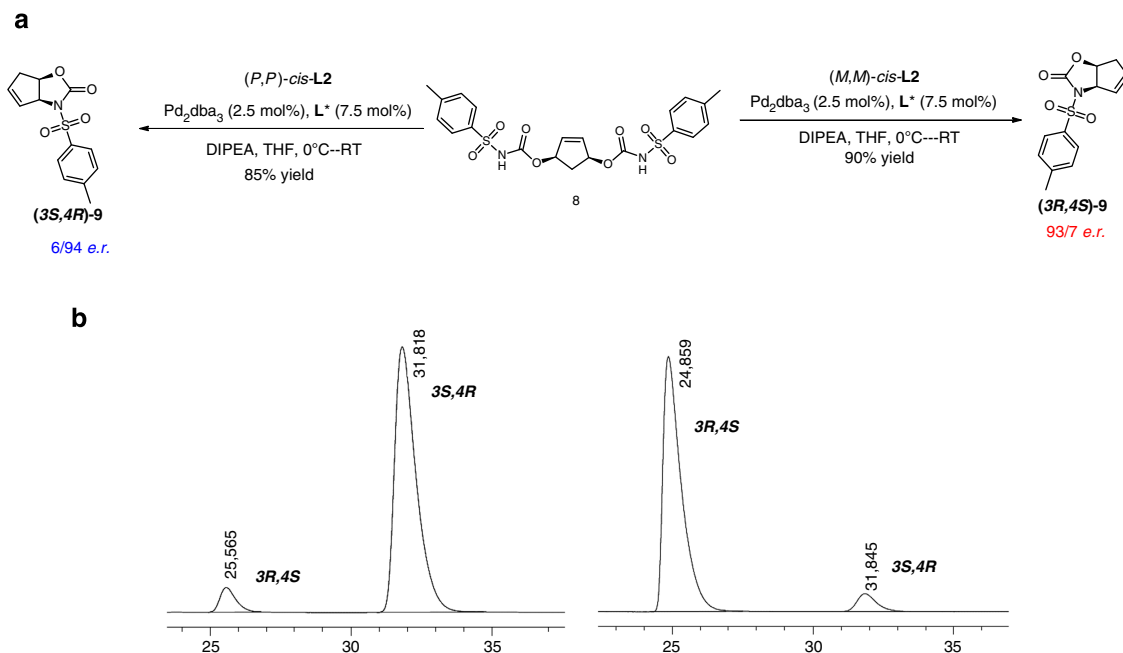 a
(P,P)-cis-L2
Pd2dba3 (2.5 mol%), L* (7.5 mol%)
DIPEA, THF, 0°C--RT
85% yield
(M,M)-cis-L2
Pd2dba3 (2.5 mol%), L* (7.5 mol%)
DIPEA, THF, 0°C---RT
90% yield
O
O
N
S
O
O
(3S,4R)-9
6/94 e.r.
O
O
S
N
H
O
O
O
O
N
H
S
O
O
8
O
O
N
S
O
O
(3R,4S)-9
93/7 e.r.
b
25,565
3R,4S
31,818
3S,4R
24,859
3R,4S
31,845
3S,4R
25 30 35
25 30 35